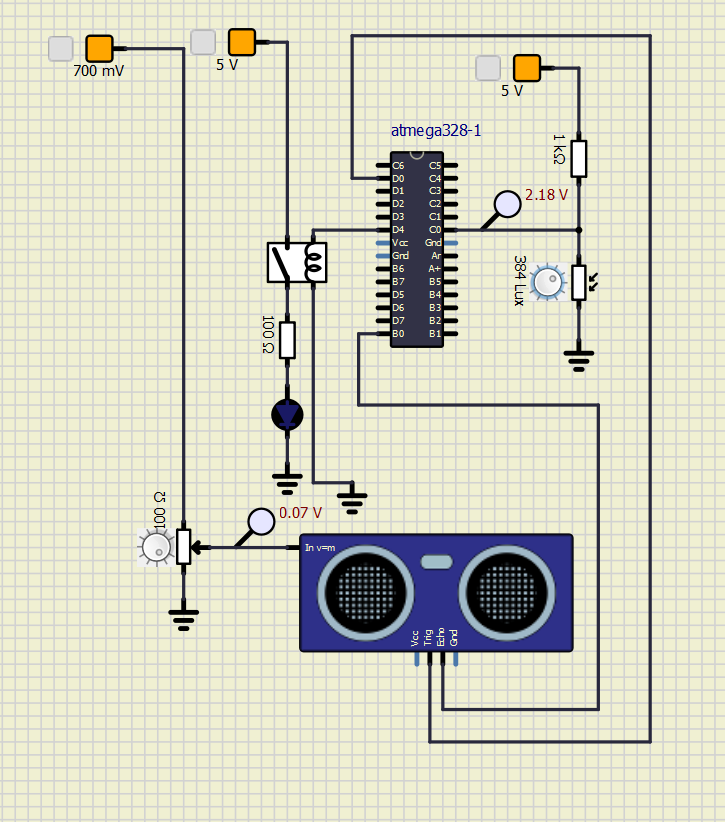 700 mV
5 V
5 V
atmega328-1
1 kΩ
2.18 V
C6
D0
D1
D2
D3
D4
Vcc
Gnd
B6
B7
D5
D6
D7
B0
C5
C4
C3
C2
C1
C0
Gnd
Ar
A+
B5
B4
B3
B2
B1
384 Lux
100 Ω
100 Ω
0.07 V
In v=m
Vcc
Trig
Echo
Gnd